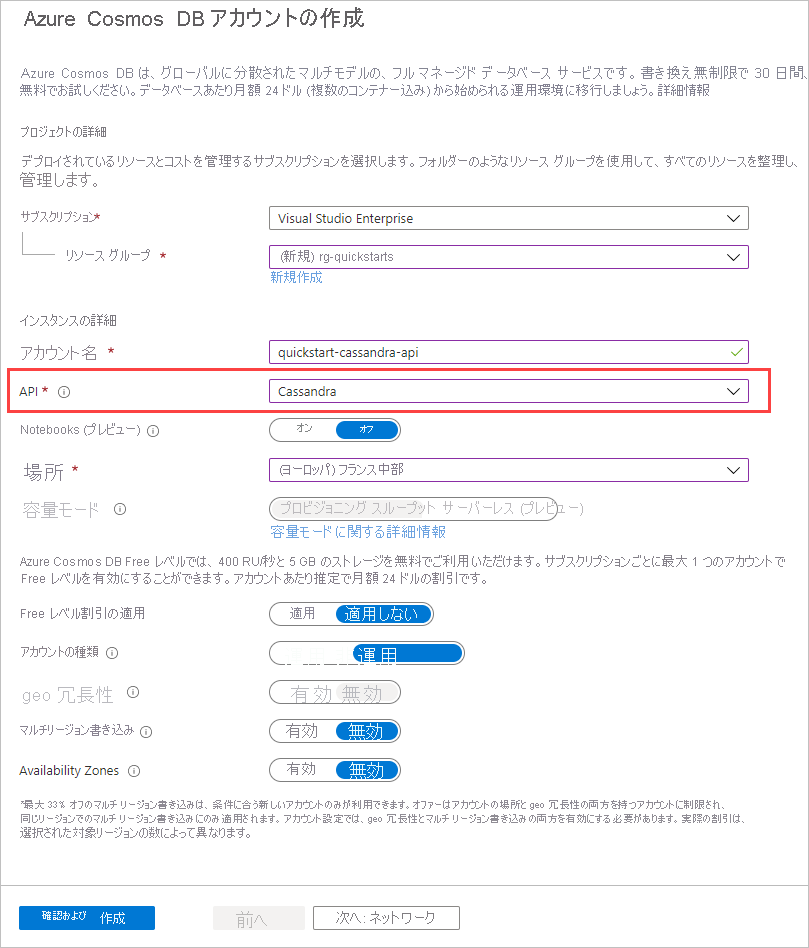 Azure Cosmos DB アカウントの作成
Azure Cosmos DB は、グローバルに分散されたマルチモデルの、フル マネージド データベース サービスです。書き換え無制限で 30 日間、
無料でお試しください。データベースあたり月額 24 ドル (複数のコンテナー込み) から始められる運用環境に移行しましょう。詳細情報
プロジェクトの詳細
デプロイされているリソースとコストを管理するサブスクリプションを選択します。フォルダーのようなリソース グループを使用して、すべてのリソースを整理し、
管理します。
サブスクリプション* Visual Studio Enterprise
リソース グループ * (新規) rg-quickstarts
新規作成
インスタンスの詳細
アカウント名 * quickstart-cassandra-api
API * Cassandra
Notebooks (プレビュー) オン オフ
場所 * (ヨーロッパ) フランス中部
容量モード プロビジョニング スループット サーバーレス (プレビュー)
容量モードに関する詳細情報
Azure Cosmos DB Free レベルでは、400 RU/秒と 5 GB のストレージを無料でご利用いただけます。サブスクリプションごとに最大 1 つのアカウントで
Free レベルを有効にすることができます。アカウントあたり推定で月額 24 ドルの割引です。
Free レベル割引の適用 適用 適用しない
アカウントの種類 運用
geo 冗長性 有効 無効
マルチリージョン書き込み 有効 無効
Availability Zones 有効 無効
*最大 33% オフのマルチ リージョン書き込みは、条件に合う新しいアカウントのみが利用できます。オファーはアカウントの場所と geo 冗長性の両方を持つアカウントに制限され、
同じリージョンでのマルチ リージョン書き込みにのみ適用されます。アカウント設定では、geo 冗長性とマルチ リージョン書き込みの両方を有効にする必要があります。実際の割引は、
選択された対象リージョンの数によって異なります。
確認および 作成 前へ 次へ: ネットワーク